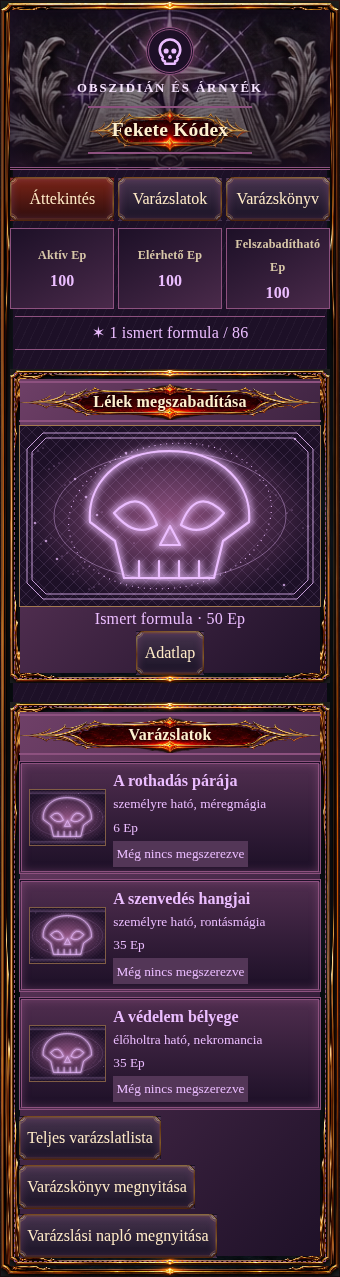 OBSZIDIÁN ÉS ÁRNYÉK
Fekete Kódex
Áttekintés
Varázslatok
Varázskönyv
Aktív Ep
100
Elérhető Ep
100
Felszabadítható
Ep
100
✶ 1 ismert formula / 86
Lélek megszabadítása
Ismert formula · 50 Ep
Adatlap
Varázslatok
A rothadás párája
személyre ható, méregmágia
6 Ep
Még nincs megszerezve
A szenvedés hangjai
személyre ható, rontásmágia
35 Ep
Még nincs megszerezve
A védelem bélyege
élőholtra ható, nekromancia
35 Ep
Még nincs megszerezve
Teljes varázslatlista
Varázskönyv megnyitása
Varázslási napló megnyitása